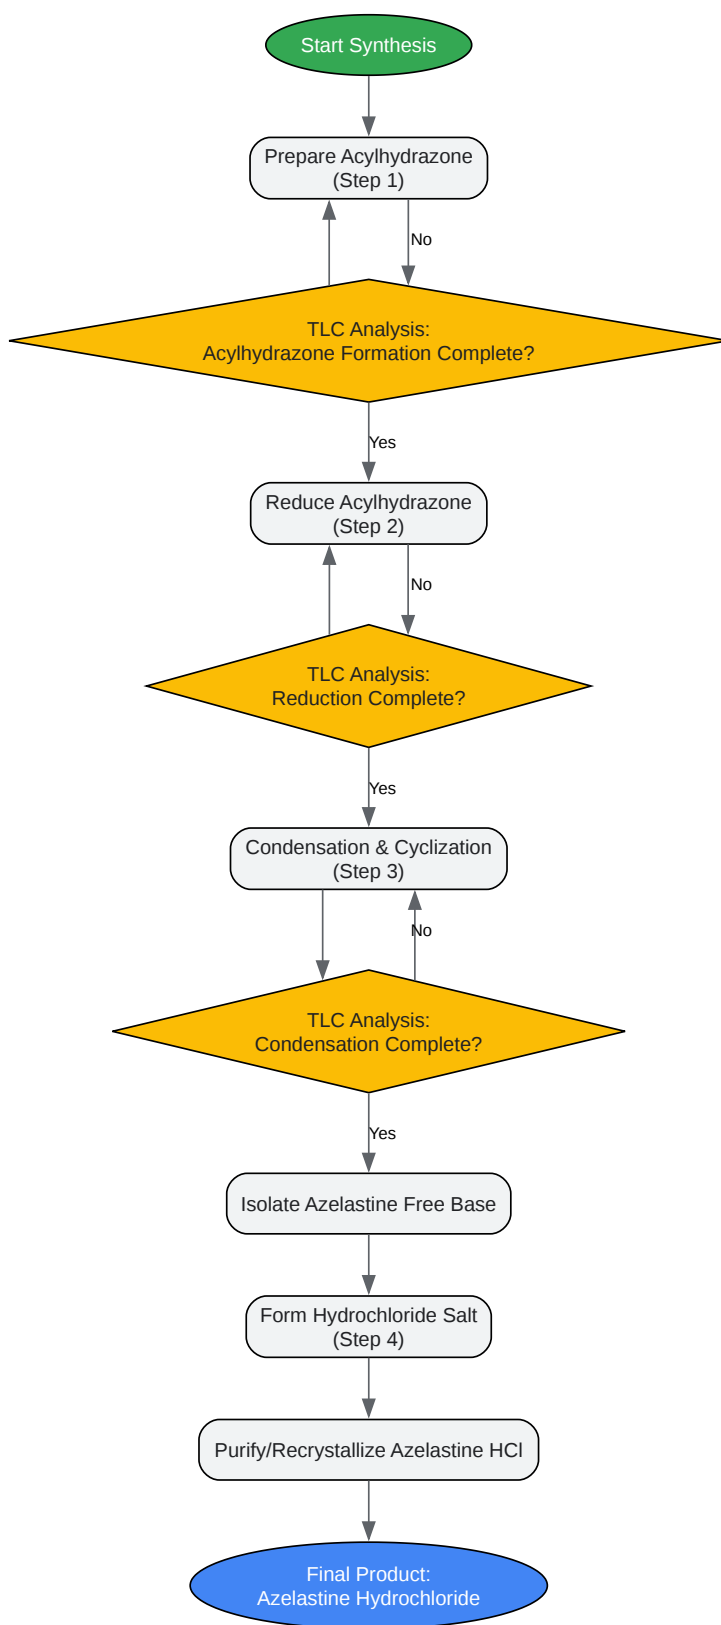 Start Synthesis
Prepare Acylhydrazone
(Step 1)
No
TLC Analysis:
Acylhydrazone Formation Complete?
Yes
Reduce Acylhydrazone
(Step 2)
No
TLC Analysis:
Reduction Complete?
Yes
Condensation & Cyclization
(Step 3)
No
TLC Analysis:
Condensation Complete?
Yes
Isolate Azelastine Free Base
Form Hydrochloride Salt
(Step 4)
Purify/Recrystallize Azelastine HCl
Final Product:
Azelastine Hydrochloride